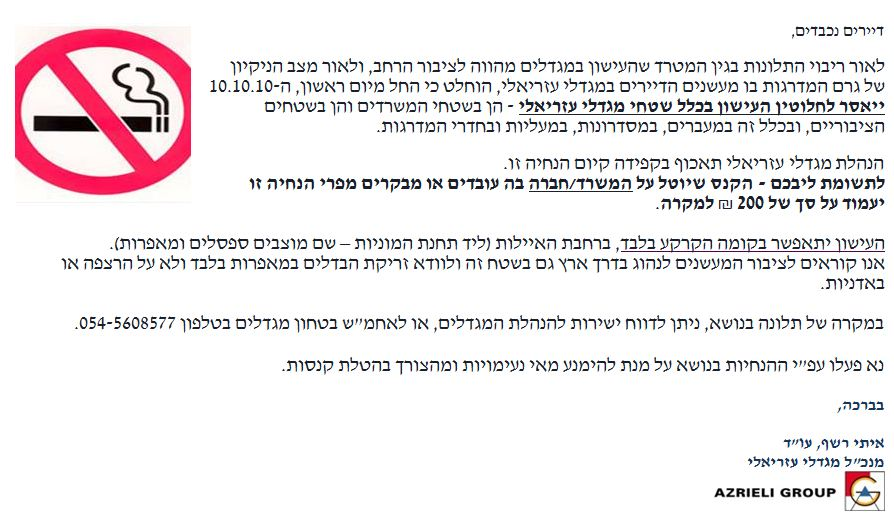 דיירים נכבדים,
לאור ריבוי התלונות בגין המטרד שהעישון במגדלים מהווה לציבור הרחב, ולאור מצב הניקיון
של גרם המדרגות בו מעשנים הדיירים במגדלי עזריאלי, הוחלט כי החל מיום ראשון, ה-10.10.10
ייאסר לחלוטין העישון בכלל שטחי מגדלי עזריאלי - הן בשטחי המשרדים והן בשטחים
הציבוריים, ובכלל זה במעברים, במסדרונות, במעליות ובחדרי המדרגות.
הנהלת מגדלי עזריאלי תאכוף בקפידה קיום הנחיה זו.
לתשומת ליבכם - הקנס שיוטל על המשרד/חברה בה עובדים או מבקרים מפרי הנחיה זו
יעמוד על סך של 200 ₪ למקרה.
העישון יתאפשר בקומה הקרקע בלבד, ברחבת האיילות (ליד תחנת המוניות – שם מוצבים ספסלים ומאפרות).
אנו קוראים לציבור המעשנים לנהוג בדרך ארץ גם בשטח זה ולוודא זריקת הבדלים במאפרות בלבד ולא על הרצפה או
באדניות.
במקרה של תלונה בנושא, ניתן לדווח ישירות להנהלת המגדלים, או לאחמ"ש בטחון מגדלים בטלפון 054-5608577.
נא פעלו עפ"י ההנחיות בנושא על מנת להימנע מאי נעימויות ומהצורך בהטלת קנסות.
בברכה,
איתי רשף, עו"ד
מנכ"ל מגדלי עזריאלי
AZRIELI GROUP